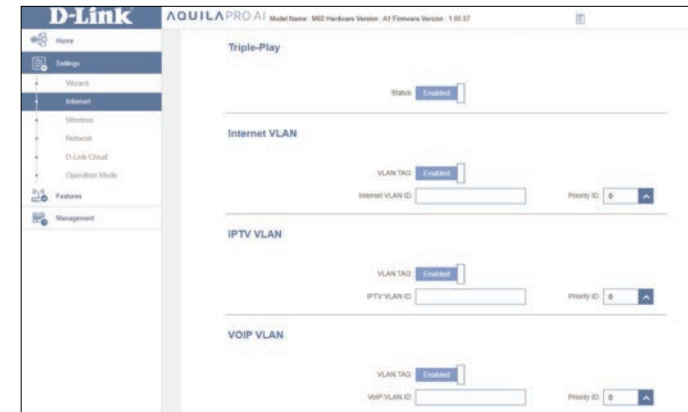 D-Link AQUILA PRO AI Model Name : M60 Hardware Version : A1 Firmware Version : 1.00.07
Home
Settings
Wizard
Internet
Wireless
Network
D-Link Cloud
Operation Mode
Features
Management
Triple-Play
Status: Enabled
Internet VLAN
VLAN TAG: Enabled
Internet VLAN ID: Priority ID: 0
IPTV VLAN
VLAN TAG: Enabled
IPTV VLAN ID: Priority ID: 0
VOIP VLAN
VLAN TAG: Enabled
VoIP VLAN ID: Priority ID: 0